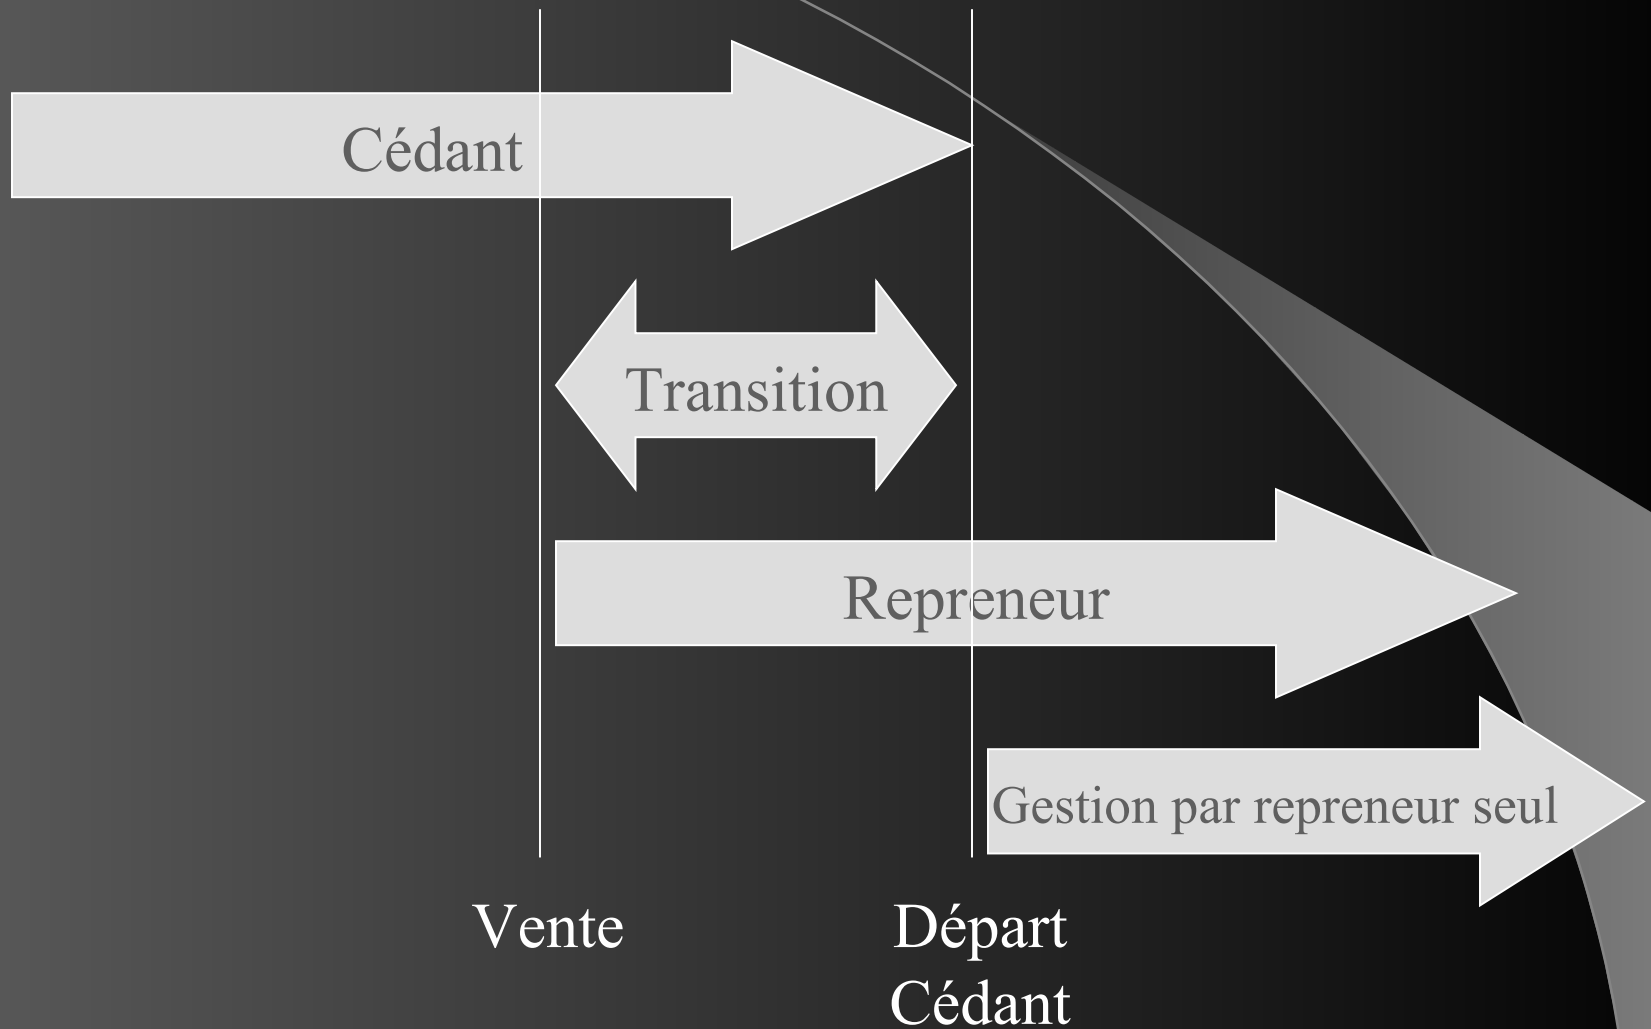 Cédant
Transition
Repreneur
Gestion par repreneur seul
Vente
Départ
Cédant